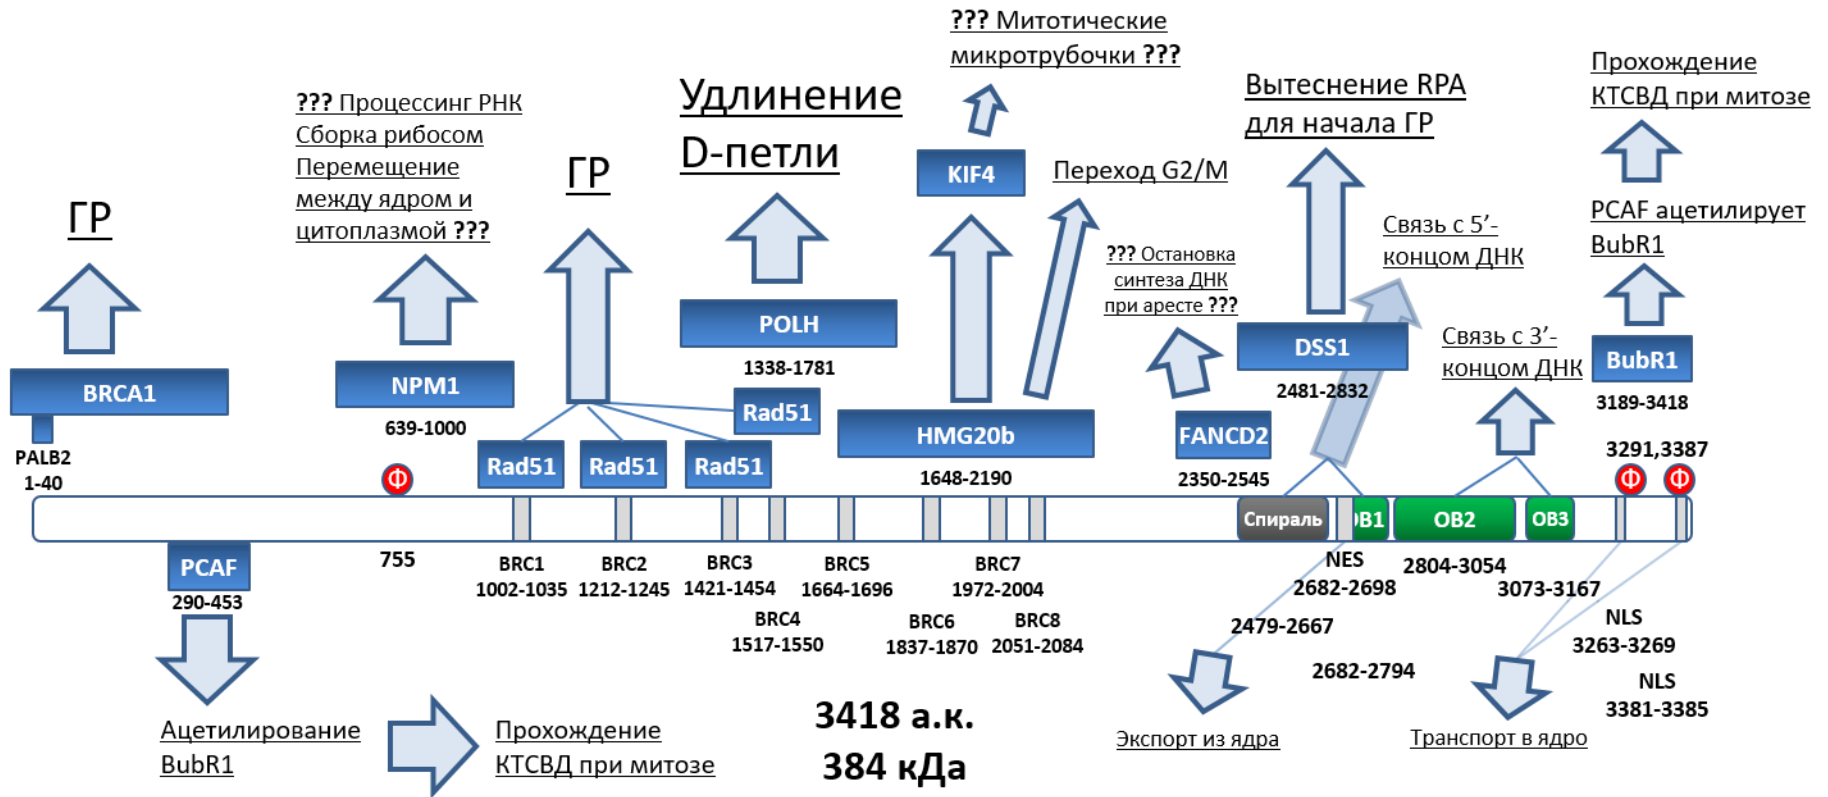 ??? Митотические
микротрубочки ???
Прохождение
КТСВД при митозе
Вытеснение RPA
для начала ГР
Удлинение
D-петли
??? Процессинг РНК
Сборка рибосом
Перемещение
между ядром и
цитоплазмой ???
ГР
ГР
KIF4
Переход G2/M
PCAF ацетилирует
BubR1
Связь с 5’-
концом ДНК
??? Остановка
синтеза ДНК
при аресте ???
Связь с 3’-
концом ДНК
POLH
1338-1781
DSS1
2481-2832
BubR1
3189-3418
BRCA1
NPM1
639-1000
Rad51
HMG20b
1648-2190
FANCD2
2350-2545
PALB2
1-40
Rad51
Rad51
Rad51
3291,3387
Ф
Ф
Ф
Спираль
OB1
OB2
OB3
PCAF
290-453
755
BRC1
1002-1035
BRC2
1212-1245
BRC3
1421-1454
BRC4
1517-1550
BRC5
1664-1696
BRC6
1837-1870
BRC7
1972-2004
BRC8
2051-2084
NES
2682-2698
2804-3054
3073-3167
2479-2667
2682-2794
NLS
3263-3269
NLS
3381-3385
Ацетилирование
BubR1
Прохождение
КТСВД при митозе
3418 а.к.
384 кДа
Экспорт из ядра
Транспорт в ядро